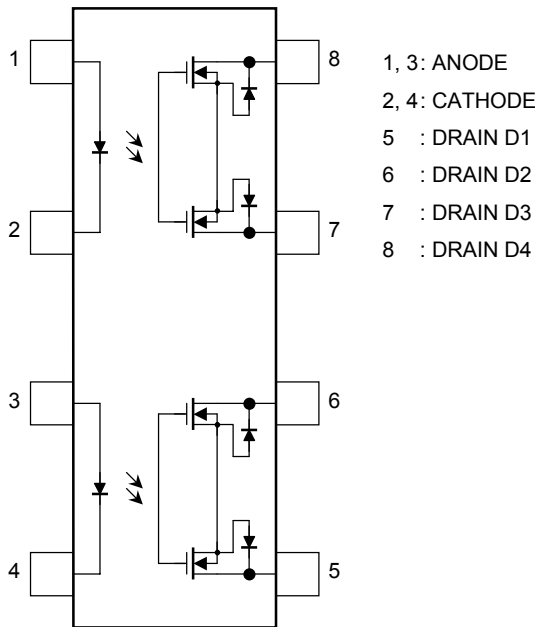 1
8
2
7
3
6
4
5
1, 3: ANODE
2, 4: CATHODE
5 : DRAIN D1
6 : DRAIN D2
7 : DRAIN D3
8 : DRAIN D4